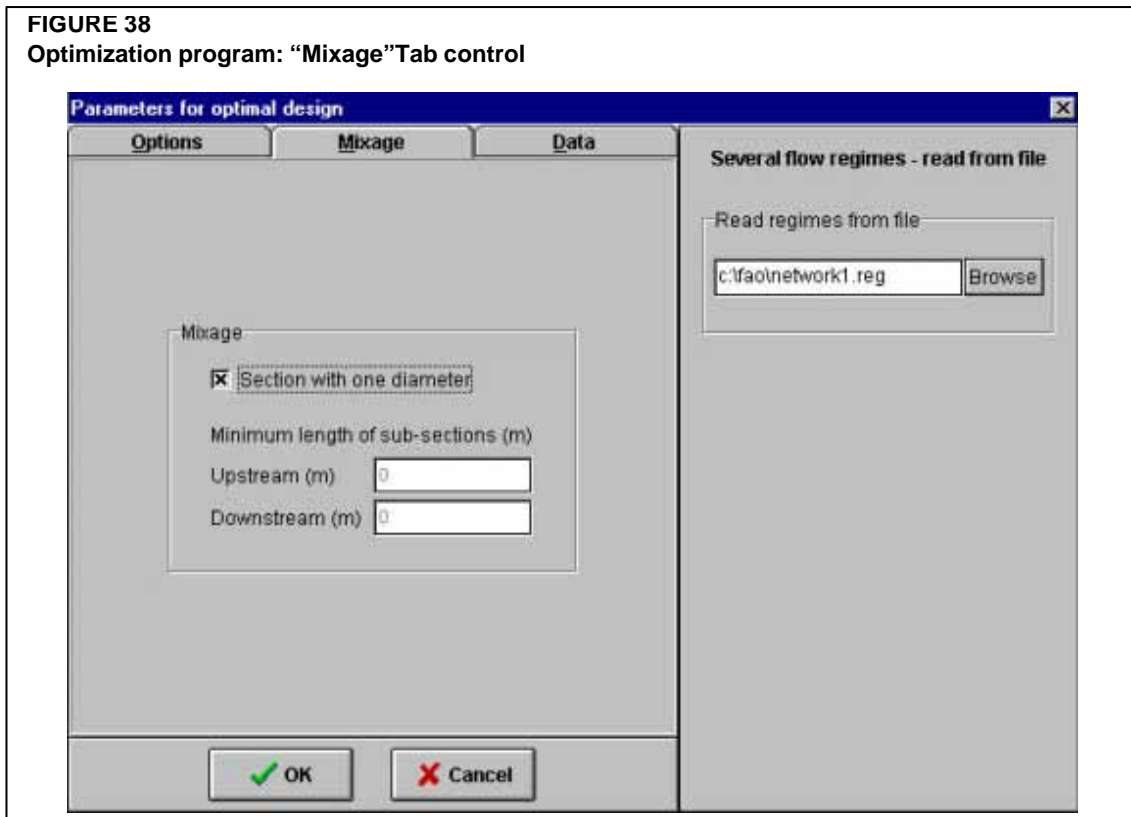 FIGURE 38
Optimization program: “Mixage”Tab control
Parameters for optimal design
Options
Mixage
Data
Mixage
Section with one diameter
Minimum length of sub-sections (m)
Upstream (m)
0
Downstream (m)
0
OK
Cancel
Several flow regimes - read from file
Read regimes from file
c:\fao\network1.reg
Browse